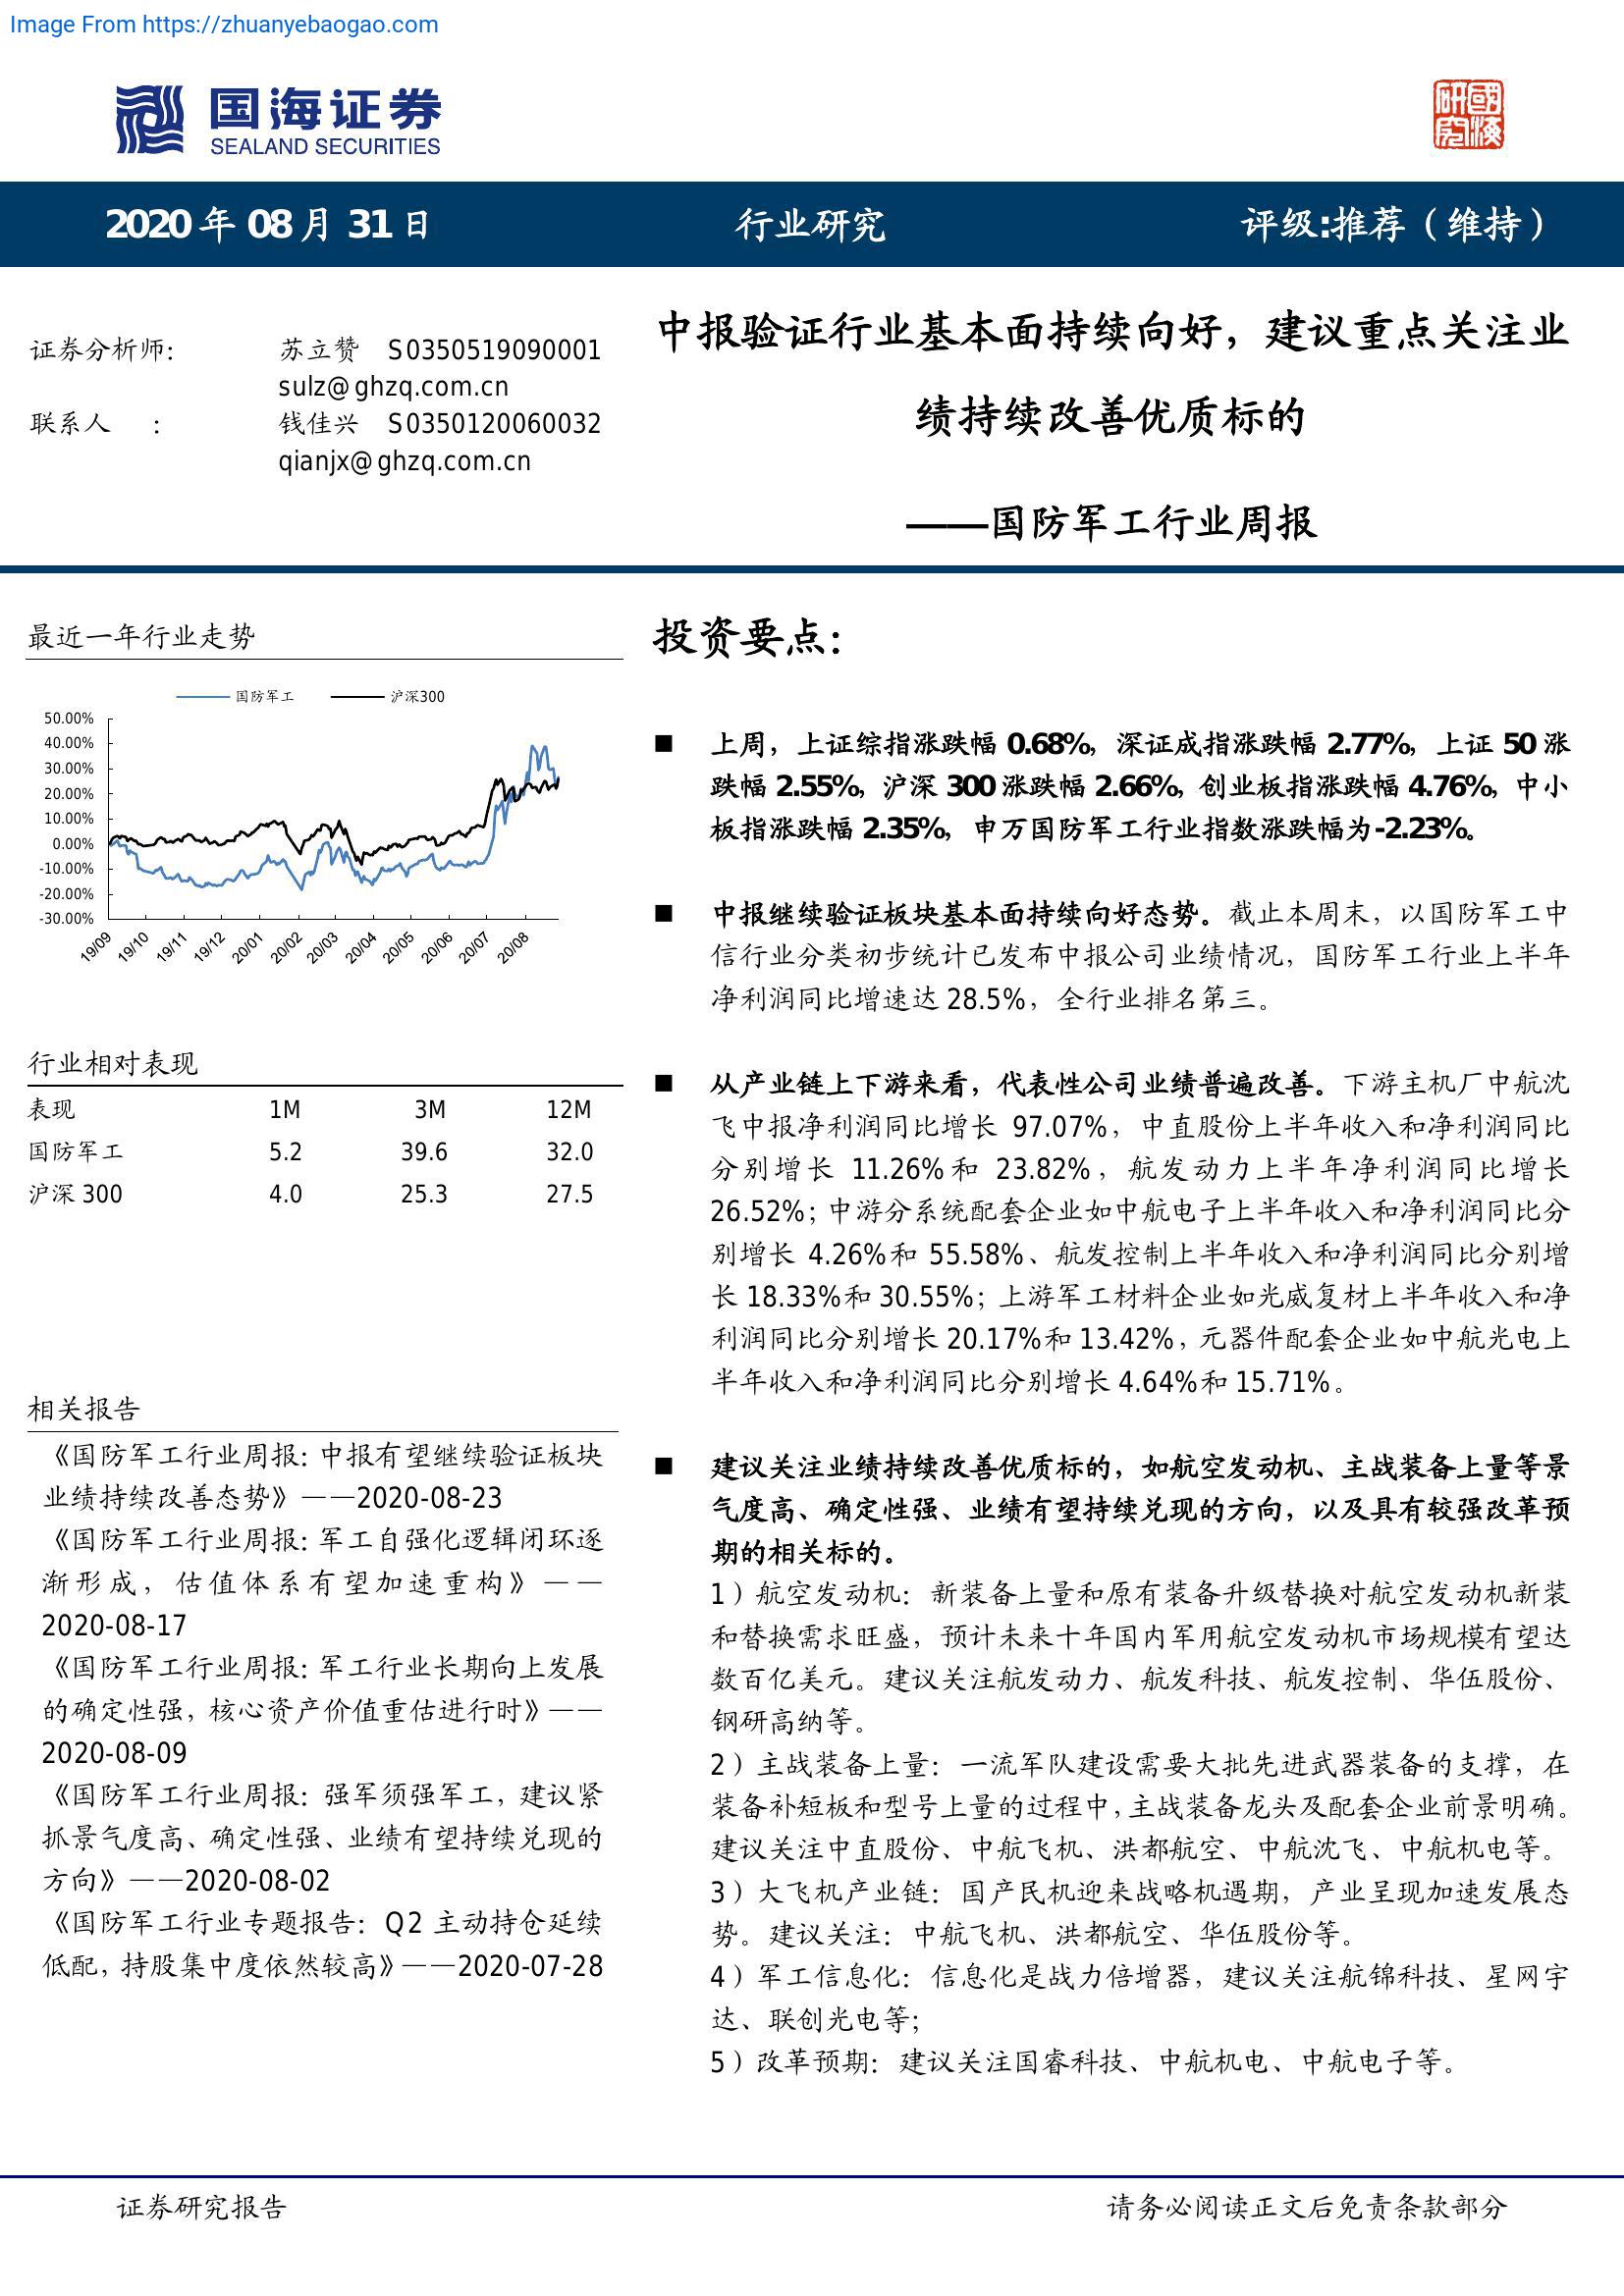 Image From https://zhuanyebaogao.com
国海证券
SEALAND SECURITIES
國海
研究
2020 年 08 月 31 日
行业研究
评级:推荐（维持）
证券分析师: 苏立赞 S0350519090001
sulz@ghzq.com.cn
联系人 : 钱佳兴 S0350120060032
qianjx@ghzq.com.cn
中报验证行业基本面持续向好，建议重点关注业
绩持续改善优质标的
——国防军工行业周报
最近一年行业走势
国防军工 沪深300
50.00%
40.00%
30.00%
20.00%
10.00%
0.00%
-10.00%
-20.00%
-30.00%
19/09 19/10 19/11 19/12 20/01 20/02 20/03 20/04 20/05 20/06 20/07 20/08
行业相对表现
表现 1M 3M 12M
国防军工 5.2 39.6 32.0
沪深 300 4.0 25.3 27.5
相关报告
《国防军工行业周报：中报有望继续验证板块
业绩持续改善态势》——2020-08-23
《国防军工行业周报：军工自强化逻辑闭环逐
渐形成，估值体系有望加速重构》——
2020-08-17
《国防军工行业周报：军工行业长期向上发展
的确定性强，核心资产价值重估进行时》——
2020-08-09
《国防军工行业周报：强军须强军工，建议紧
抓景气度高、确定性强、业绩有望持续兑现的
方向》——2020-08-02
《国防军工行业专题报告：Q2 主动持仓延续
低配，持股集中度依然较高》——2020-07-28
投资要点：
■ 上周，上证综指涨跌幅 0.68%，深证成指涨跌幅 2.77%，上证 50 涨
跌幅 2.55%，沪深 300 涨跌幅 2.66%，创业板指涨跌幅 4.76%，中小
板指涨跌幅 2.35%，申万国防军工行业指数涨跌幅为-2.23%。
■ 中报继续验证板块基本面持续向好态势。截止本周末，以国防军工中
信行业分类初步统计已发布中报公司业绩情况，国防军工行业上半年
净利润同比增速达 28.5%，全行业排名第三。
■ 从产业链上下游来看，代表性公司业绩普遍改善。下游主机厂中航沈
飞中报净利润同比增长 97.07%，中直股份上半年收入和净利润同比
分别增长 11.26%和 23.82%，航发动力上半年净利润同比增长
26.52%；中游分系统配套企业如中航电子上半年收入和净利润同比分
别增长 4.26%和 55.58%、航发控制上半年收入和净利润同比分别增
长 18.33%和 30.55%；上游军工材料企业如光威复材上半年收入和净
利润同比分别增长 20.17%和 13.42%，元器件配套企业如中航光电上
半年收入和净利润同比分别增长 4.64%和 15.71%。
■ 建议关注业绩持续改善优质标的，如航空发动机、主战装备上量等景
气度高、确定性强、业绩有望持续兑现的方向，以及具有较强改革预
期的相关标的。
1）航空发动机：新装备上量和原有装备升级替换对航空发动机新装
和替换需求旺盛，预计未来十年国内军用航空发动机市场规模有望达
数百亿美元。建议关注航发动力、航发科技、航发控制、华伍股份、
钢研高纳等。
2）主战装备上量：一流军队建设需要大批先进武器装备的支撑，在
装备补短板和型号上量的过程中，主战装备龙头及配套企业前景明确。
建议关注中直股份、中航飞机、洪都航空、中航沈飞、中航机电等。
3）大飞机产业链：国产民机迎来战略机遇期，产业呈现加速发展态
势。建议关注：中航飞机、洪都航空、华伍股份等。
4）军工信息化：信息化是战力倍增器，建议关注航锦科技、星网宇
达、联创光电等；
5）改革预期：建议关注国睿科技、中航机电、中航电子等。
证券研究报告
请务必阅读正文后免责条款部分